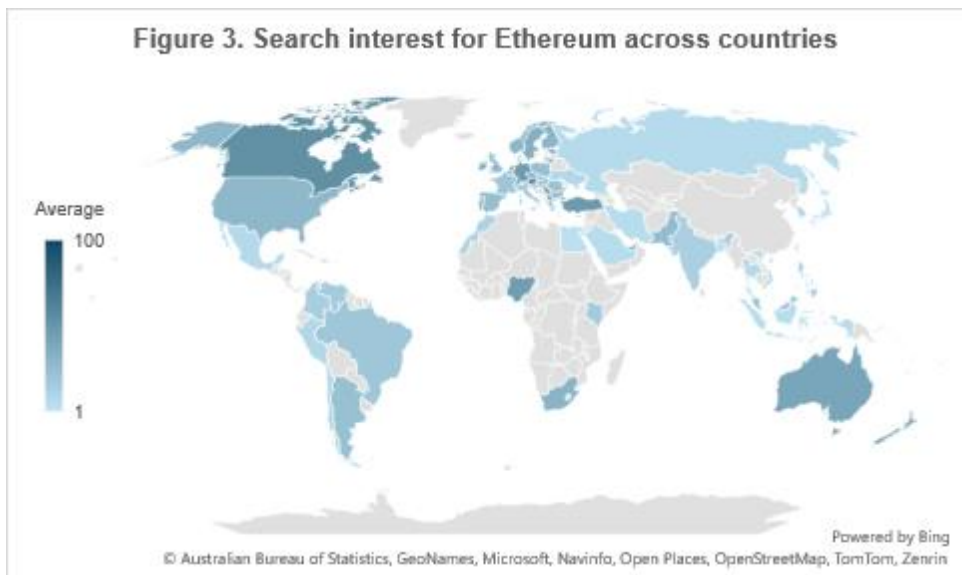 Figure 3. Search interest for Ethereum across countries
Average
100
1
Powered by Bing
© Australian Bureau of Statistics, GeoNames, Microsoft, Navinfo, Open Places, OpenStreetMap, TomTom, Zenrin